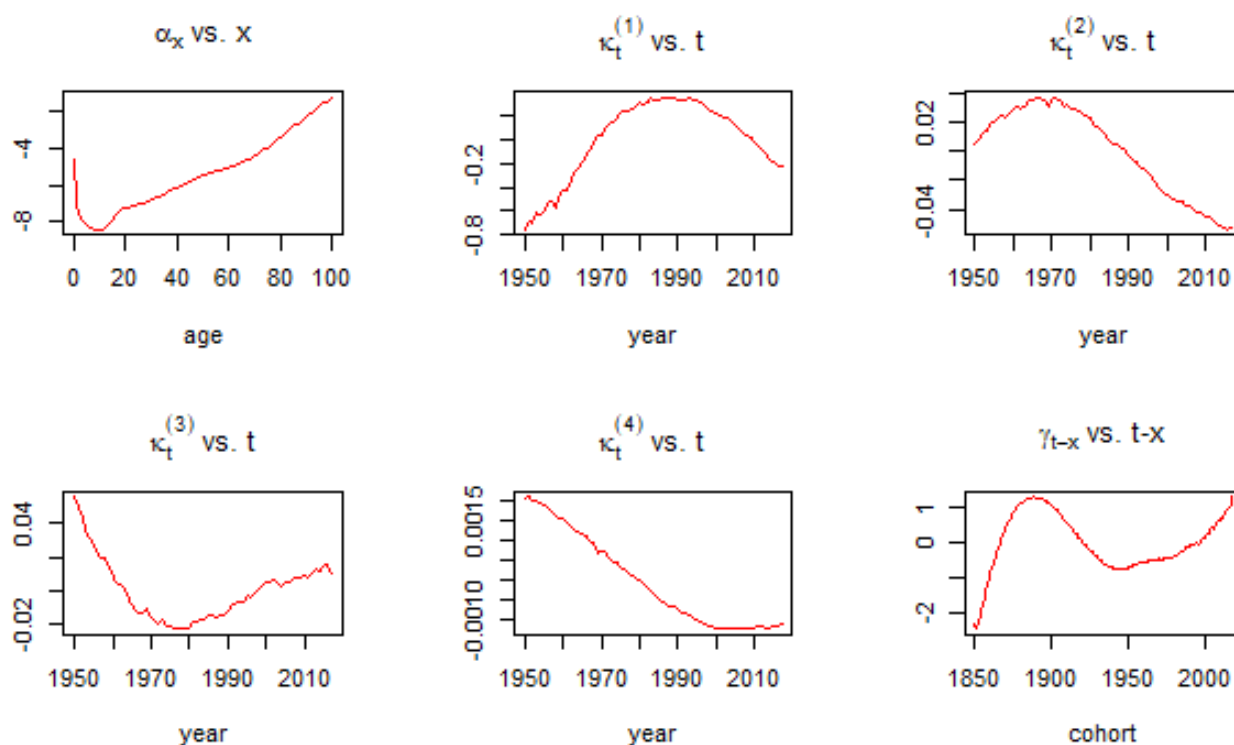 αₓ vs. x
κₜ⁽¹⁾ vs. t
κₜ⁽²⁾ vs. t
-4
-8
0 20 40 60 80 100
age
-0.2
-0.8
1950 1970 1990 2010
year
0.02
-0.04
1950 1970 1990 2010
year
κₜ⁽³⁾ vs. t
κₜ⁽⁴⁾ vs. t
γₜ₋ₓ vs. t-x
0.04
-0.02
1950 1970 1990 2010
year
0.0015
-0.0010
1950 1970 1990 2010
year
1
0
-2
1850 1900 1950 2000
cohort